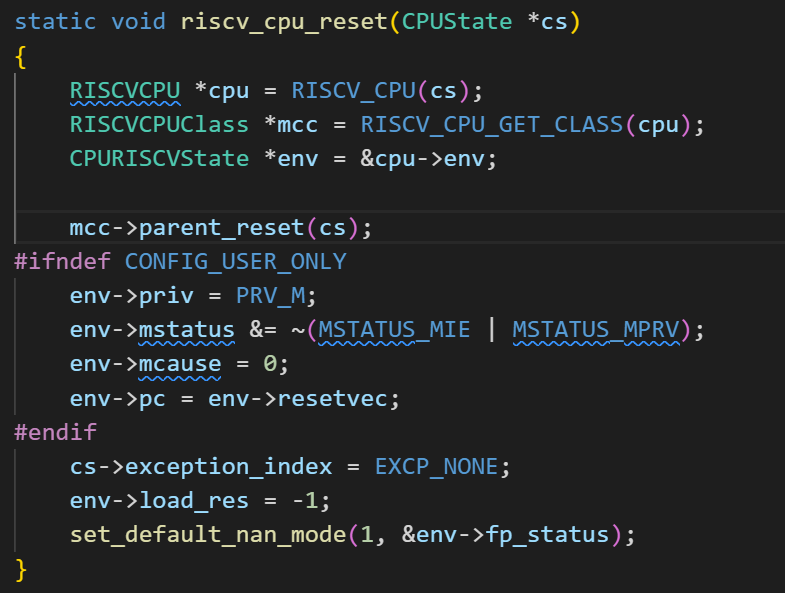 static void riscv_cpu_reset(CPUState *cs)
{
    RISCVCPU *cpu = RISCV_CPU(cs);
    RISCVCPUClass *mcc = RISCV_CPU_GET_CLASS(cpu);
    CPURISCVState *env = &cpu->env;

    mcc->parent_reset(cs);
#ifndef CONFIG_USER_ONLY
    env->priv = PRV_M;
    env->mstatus &= ~(MSTATUS_MIE | MSTATUS_MPRV);
    env->mcause = 0;
    env->pc = env->resetvec;
#endif
    cs->exception_index = EXCP_NONE;
    env->load_res = -1;
    set_default_nan_mode(1, &env->fp_status);
}